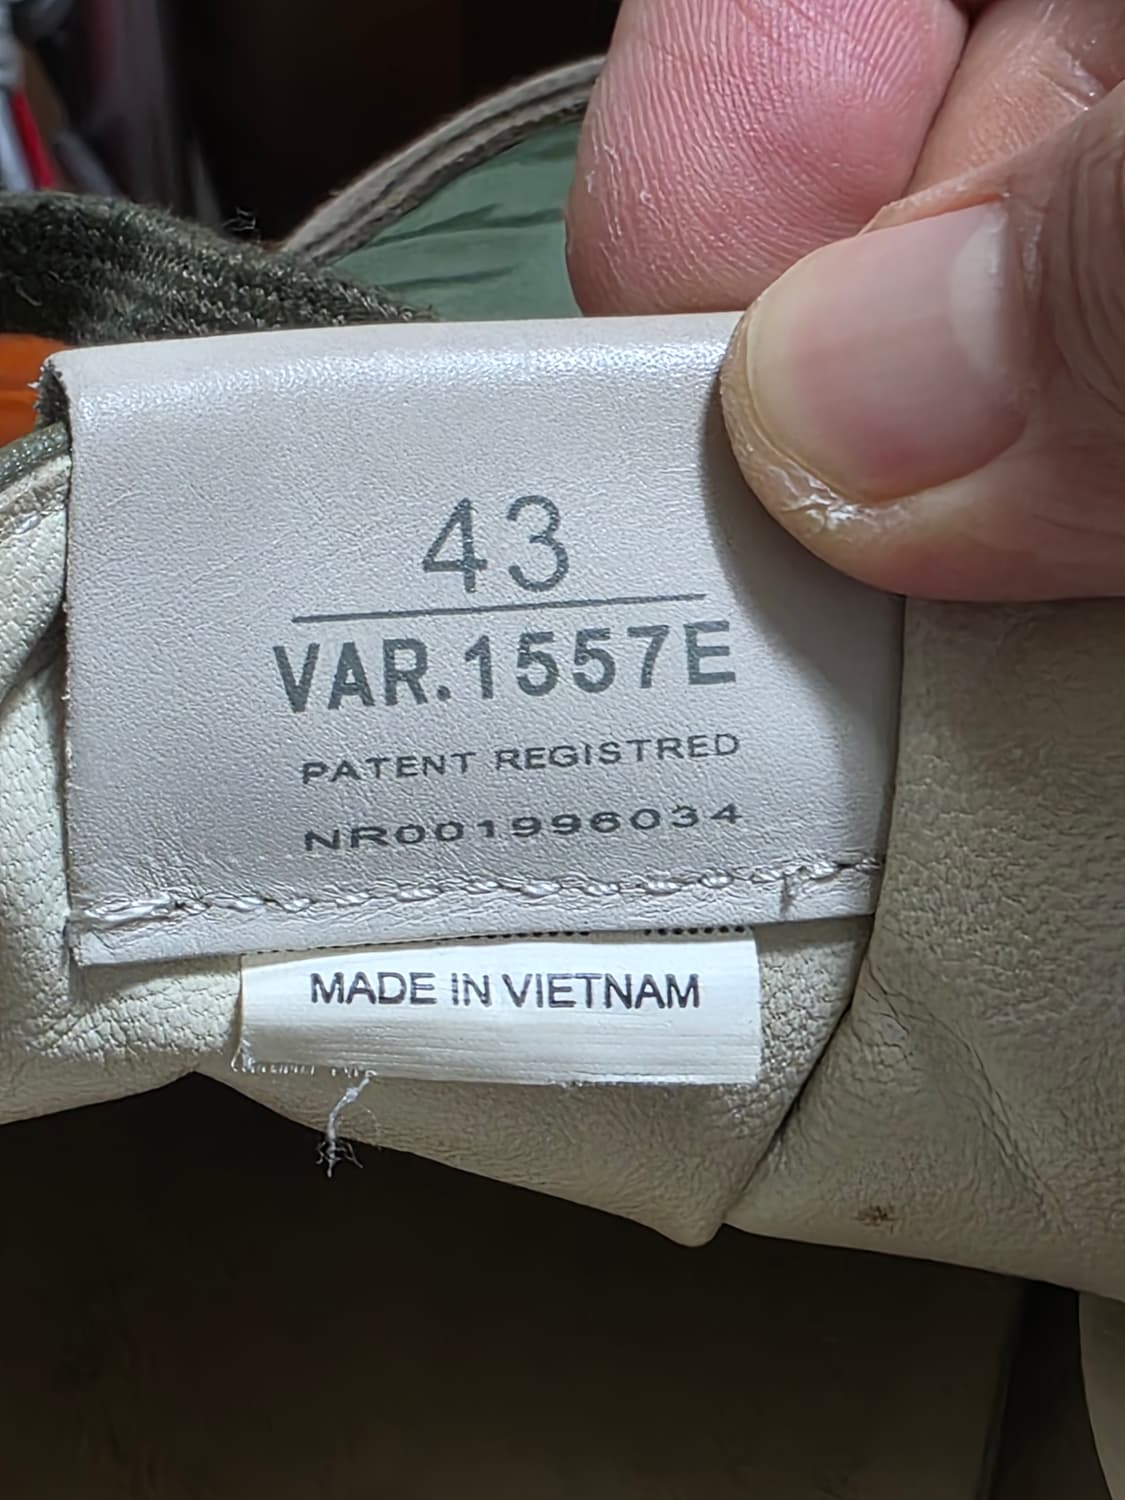 43
VAR.1557E
PATENT REGISTRED
NR001996034
MADE IN VIETNAM